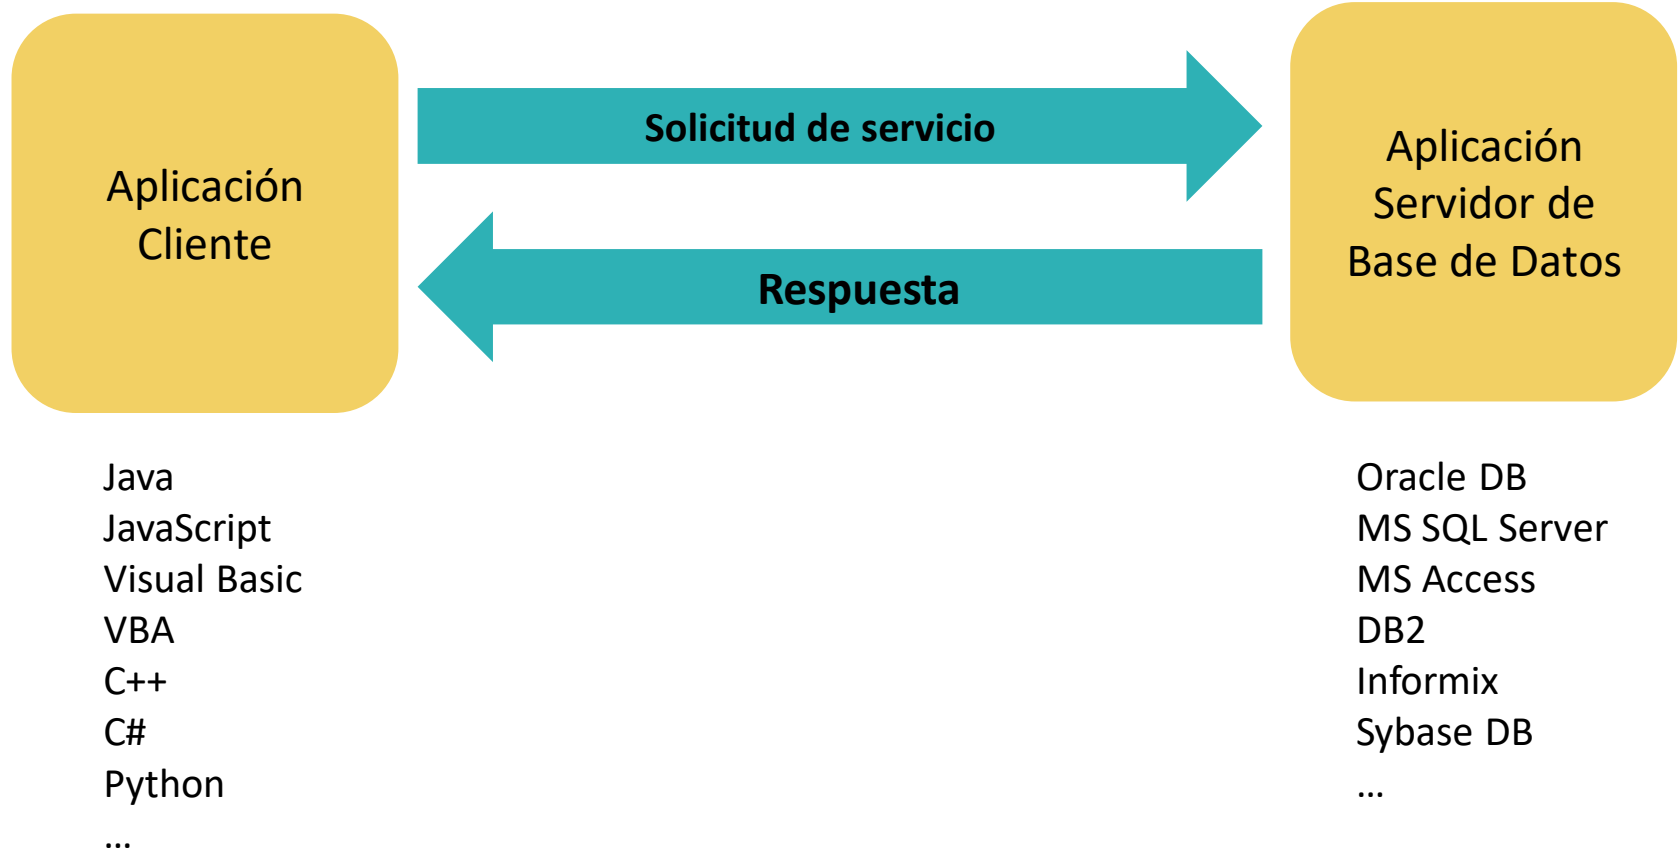 Aplicación
Cliente
Solicitud de servicio
Respuesta
Aplicación
Servidor de
Base de Datos
Java
JavaScript
Visual Basic
VBA
C++
C#
Python
...
Oracle DB
MS SQL Server
MS Access
DB2
Informix
Sybase DB
...